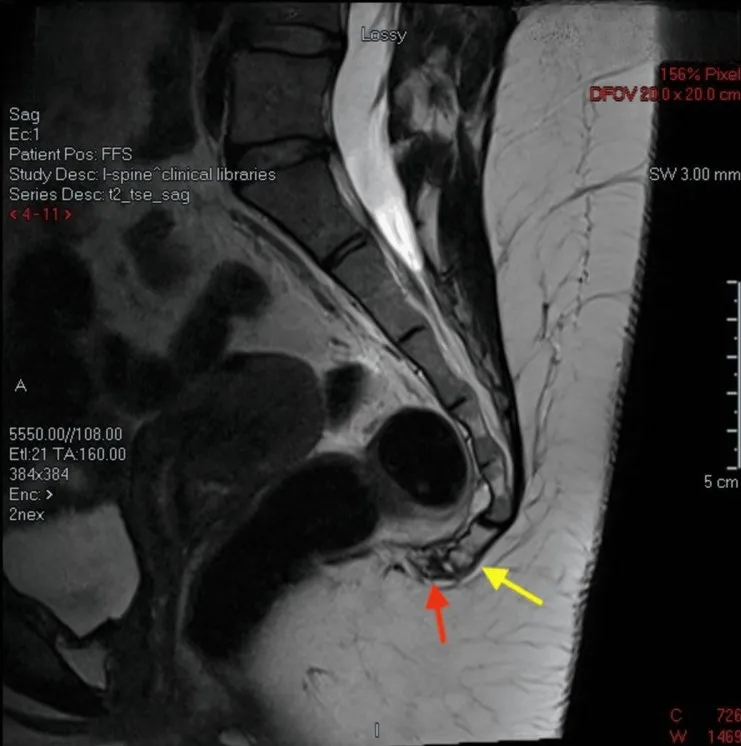 Lossy
156% Pixel
DFOV 20.0 x 20.0 cm
Sag
Ec:1
Patient Pos: FFS
Study Desc: l-spine^clinical libraries
Series Desc: t2_tse_sag
SW 3.00 mm
< 4-11 >
A
5550.00//108.00
Etl:21 TA:160.00
384x384
Enc: >
2nex
5 cm
I
C 726
W 1469